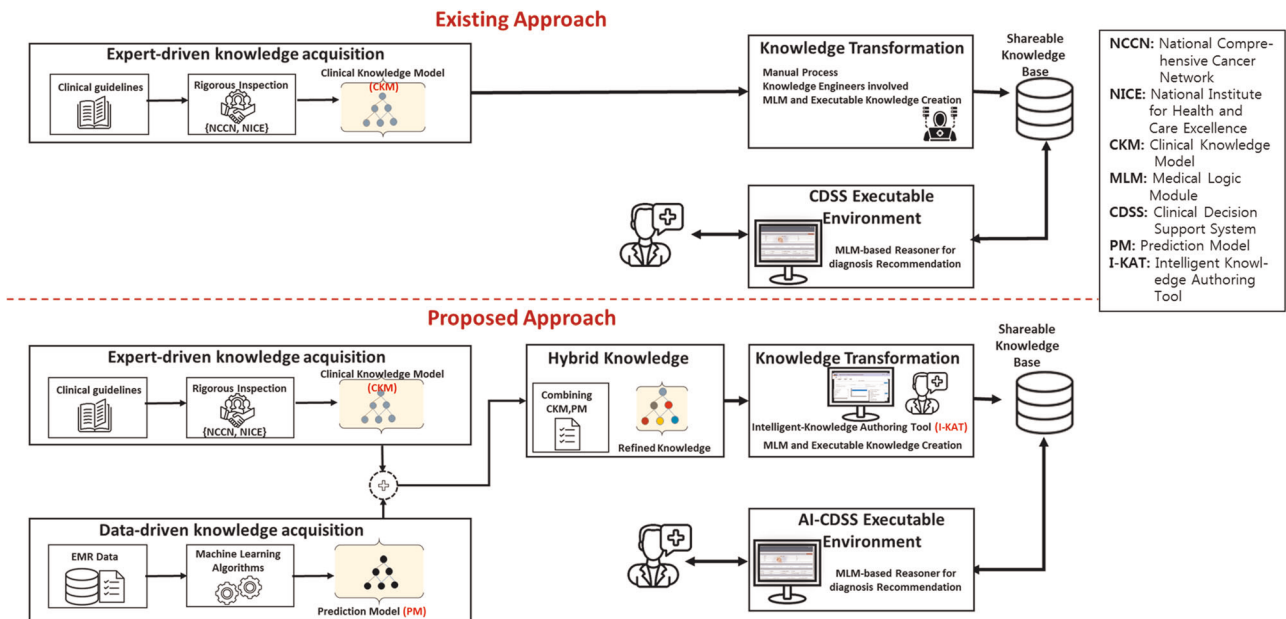 Existing Approach
Expert-driven knowledge acquisition
Clinical guidelines
Rigorous Inspection
{NCCN, NICE}
Clinical Knowledge Model
(CKM)
Knowledge Transformation
Manual Process
Knowledge Engineers involved
MLM and Executable Knowledge Creation
Shareable
Knowledge
Base
CDSS Executable
Environment
MLM-based Reasoner for
diagnosis Recommendation
NCCN: National Compre-
hensive Cancer
Network
NICE: National Institute
for Health and
Care Excellence
CKM: Clinical Knowledge
Model
MLM: Medical Logic
Module
CDSS: Clinical Decision
Support System
PM: Prediction Model
I-KAT: Intelligent Knowl-
edge Authoring
Tool
Proposed Approach
Expert-driven knowledge acquisition
Clinical guidelines
Rigorous Inspection
{NCCN, NICE}
Clinical Knowledge Model
(CKM)
Data-driven knowledge acquisition
EMR Data
Machine Learning
Algorithms
Prediction Model (PM)
Hybrid Knowledge
Combining
CKM,PM
Refined Knowledge
Knowledge Transformation
Intelligent-Knowledge Authoring Tool (I-KAT)
MLM and Executable Knowledge Creation
Shareable
Knowledge
Base
AI-CDSS Executable
Environment
MLM-based Reasoner for
diagnosis Recommendation